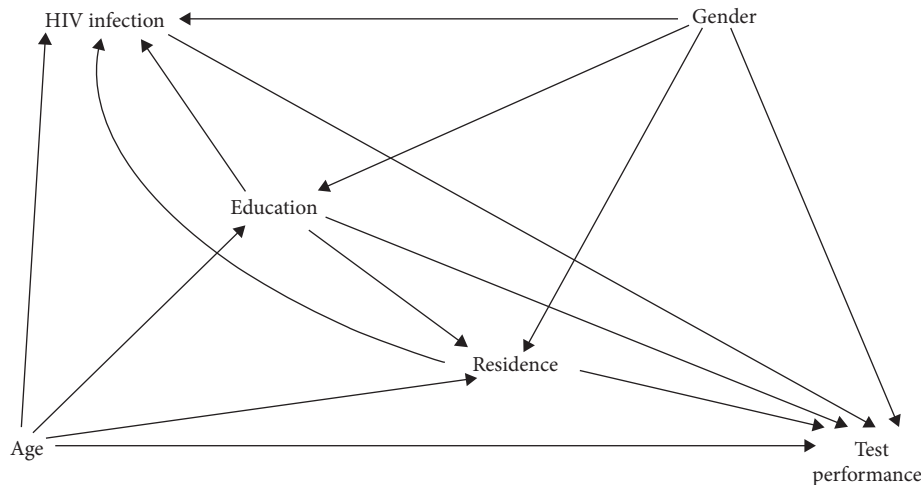 HIV infection
Gender
Education
Residence
Age
Test
performance